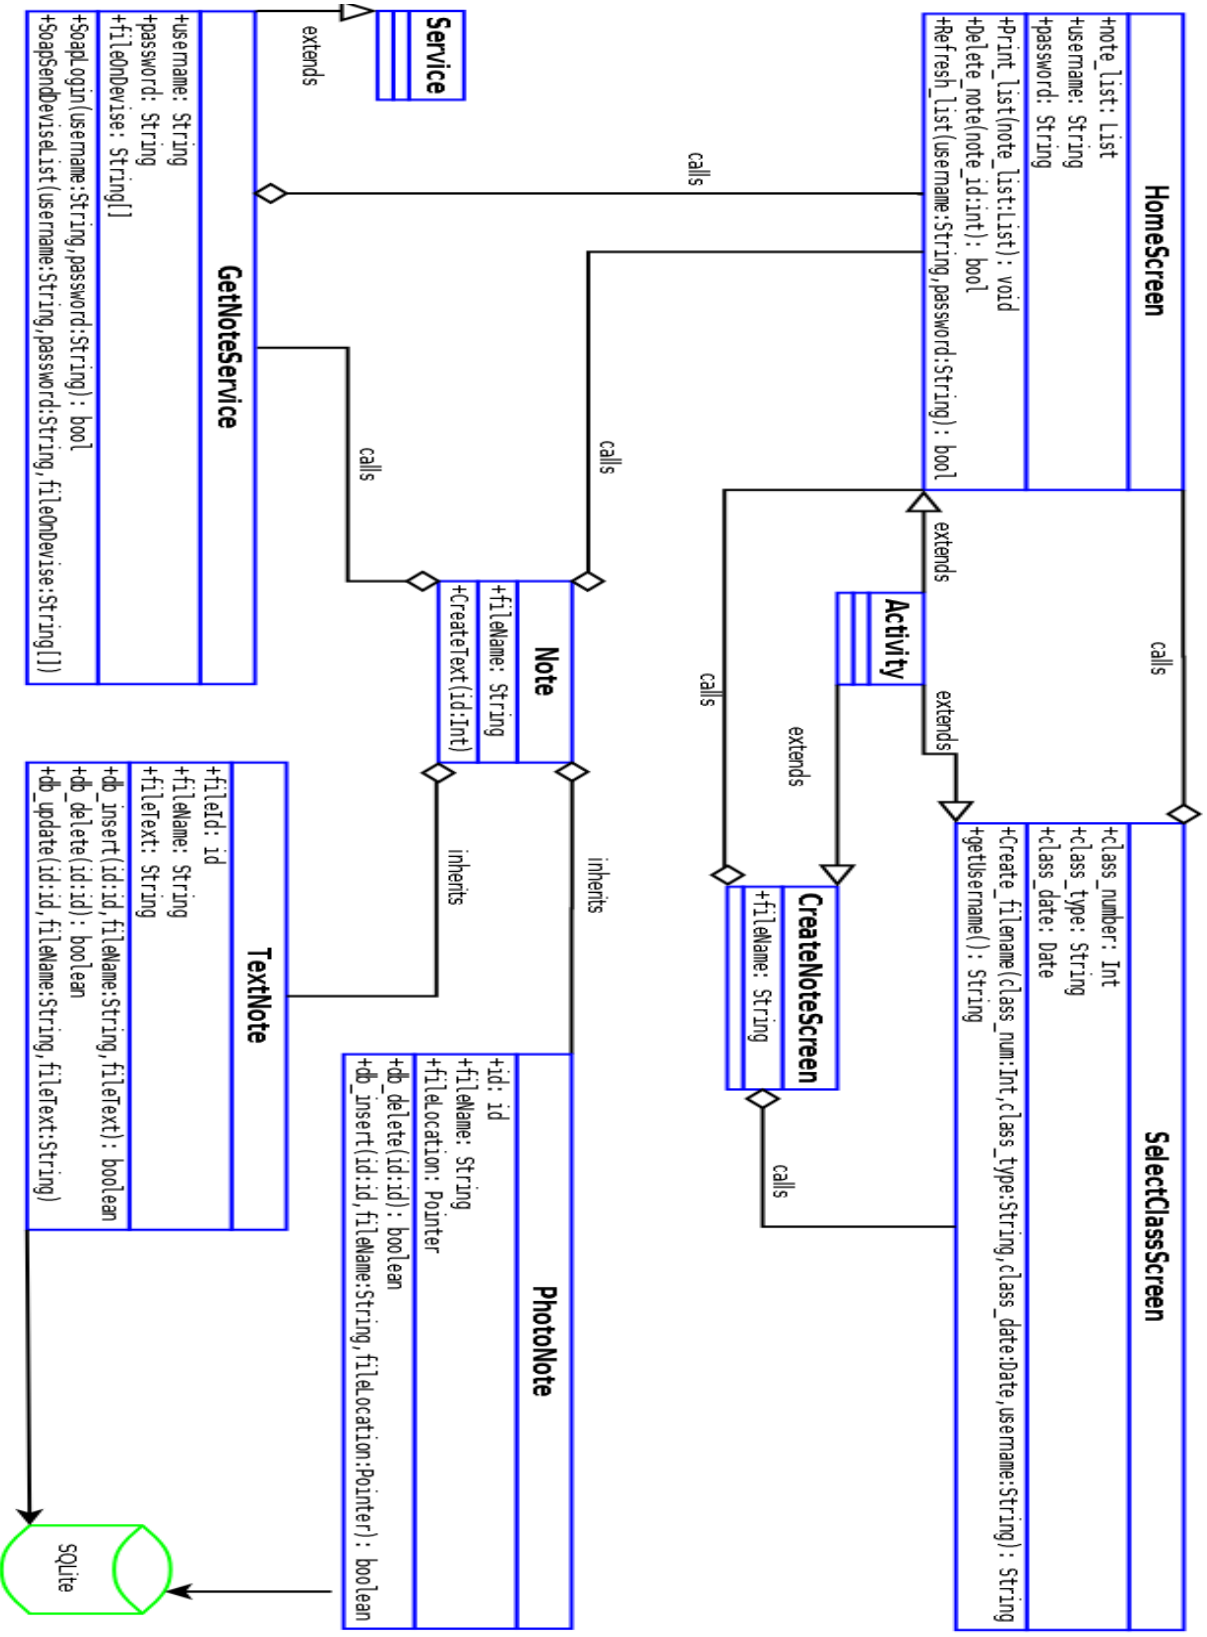 HomeScreen
+note_list: List
+username: String
+password: String
+Print_list(note_list:List): void
+Delete_note(note_id:int): bool
+Refresh_list(username:String,password:String): bool
calls
SelectClassScreen
+class_number: Int
+class_type: String
+class_date: Date
+Create_filename(class_num:Int,class_type:String,class_date:Date,username:String): String
+getUsername(): String
extends
Activity
extends
extends
calls
CreateNoteScreen
+fileName: String
calls
calls
calls
Service
extends
Note
+fileName: String
+CreateText(id:Int)
inherits
inherits
PhotoNote
+id: id
+fileName: String
+fileLocation: Pointer
+db_delete(id:id): boolean
+db_insert(id:id,fileName:String,fileLocation:Pointer): boolean
calls
GetNoteService
+username: String
+password: String
+fileOnDevise: String[]
+SoapLogin(username:String,password:String): bool
+SoapSendDeviseList(username:String,password:String,fileOnDevise:String[])
TextNote
+fileId: id
+fileName: String
+fileText: String
+db_insert(id:id,fileName:String,fileText): boolean
+db_delete(id:id): boolean
+db_update(id:id,fileName:String,fileText:String)
SQLite